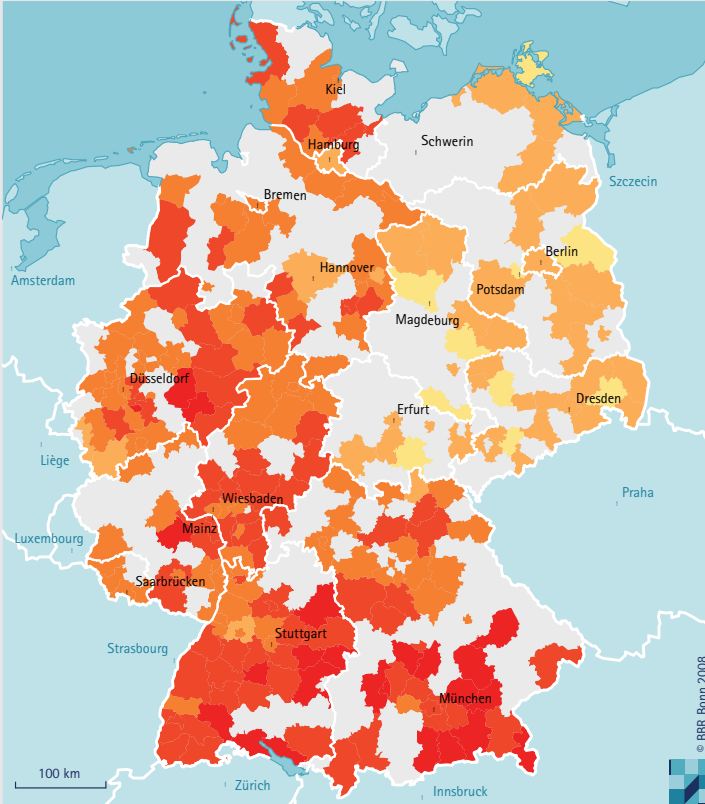 Kiel
Schwerin
Hamburg
Szczecin
Bremen
Berlin
Hannover
Amsterdam
Potsdam
Magdeburg
Düsseldorf
Dresden
Erfurt
Liège
Praha
Wiesbaden
Mainz
Luxembourg
Saarbrücken
Stuttgart
Strasbourg
München
100 km
Zürich
Innsbruck
© BBR Bonn 2008